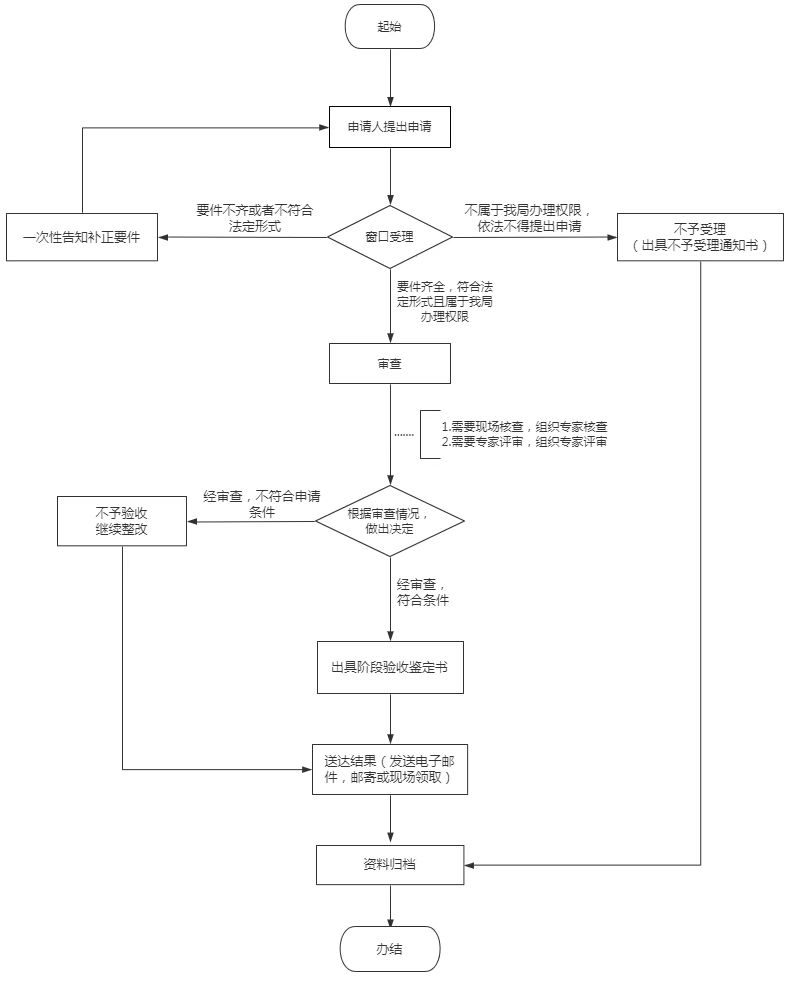 起始
申请人提出申请
要件不齐或者不符合
法定形式
不属于我局办理权限，
依法不得提出申请
一次性告知补正要件
窗口受理
不予受理
（出具不予受理通知书）
要件齐全，符合法
定形式且属于我局
办理权限
审查
.......
1.需要现场核查，组织专家核查
2.需要专家评审，组织专家评审
经审查，不符合申请
条件
不予验收
继续整改
根据审查情况，
做出决定
经审查，
符合条件
出具阶段验收鉴定书
送达结果（发送电子邮
件，邮寄或现场领取）
资料归档
办结